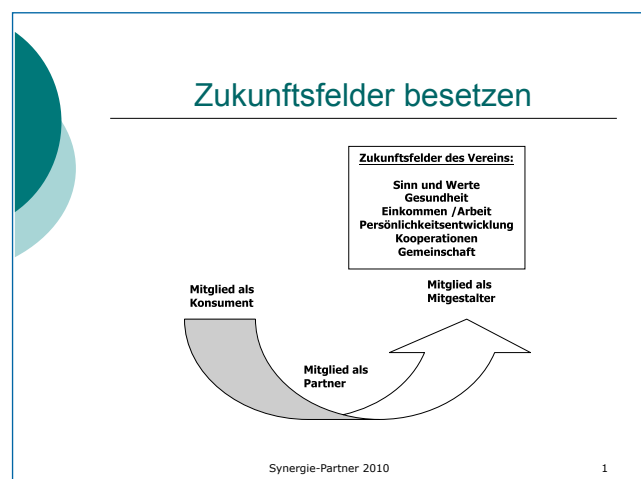 Zukunftsfelder besetzen
Zukunftsfelder des Vereins:
Sinn und Werte
Gesundheit
Einkommen /Arbeit
Persönlichkeitsentwicklung
Kooperationen
Gemeinschaft
Mitglied als
Konsument
Mitglied als
Mitgestalter
Mitglied als
Partner
Synergie-Partner 2010
1